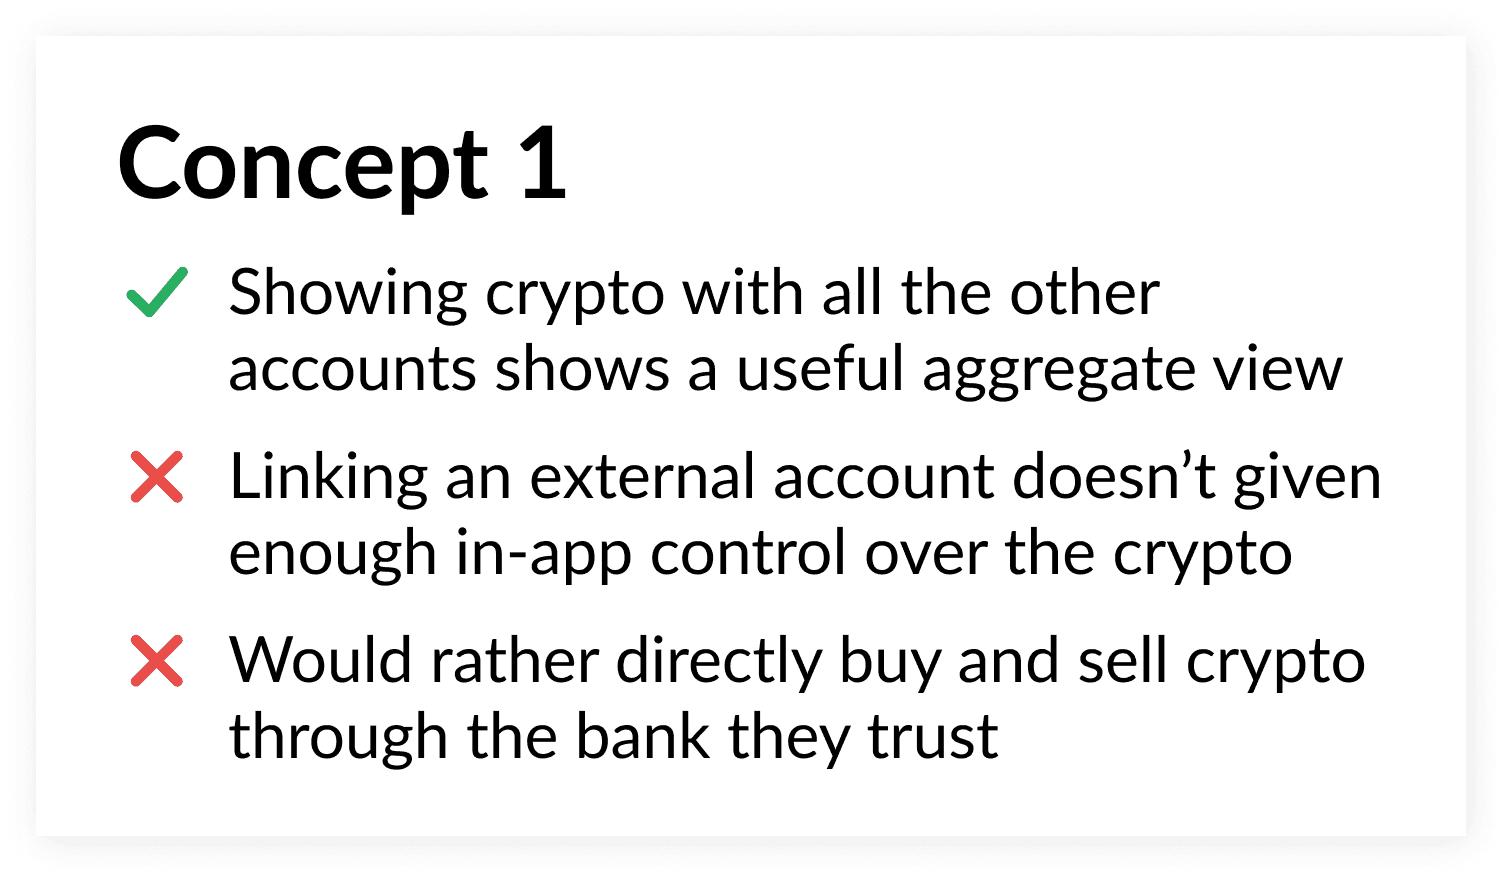 Concept 1
Showing crypto with all the other
accounts shows a useful aggregate view
Linking an external account doesn’t given
enough in-app control over the crypto
Would rather directly buy and sell crypto
through the bank they trust